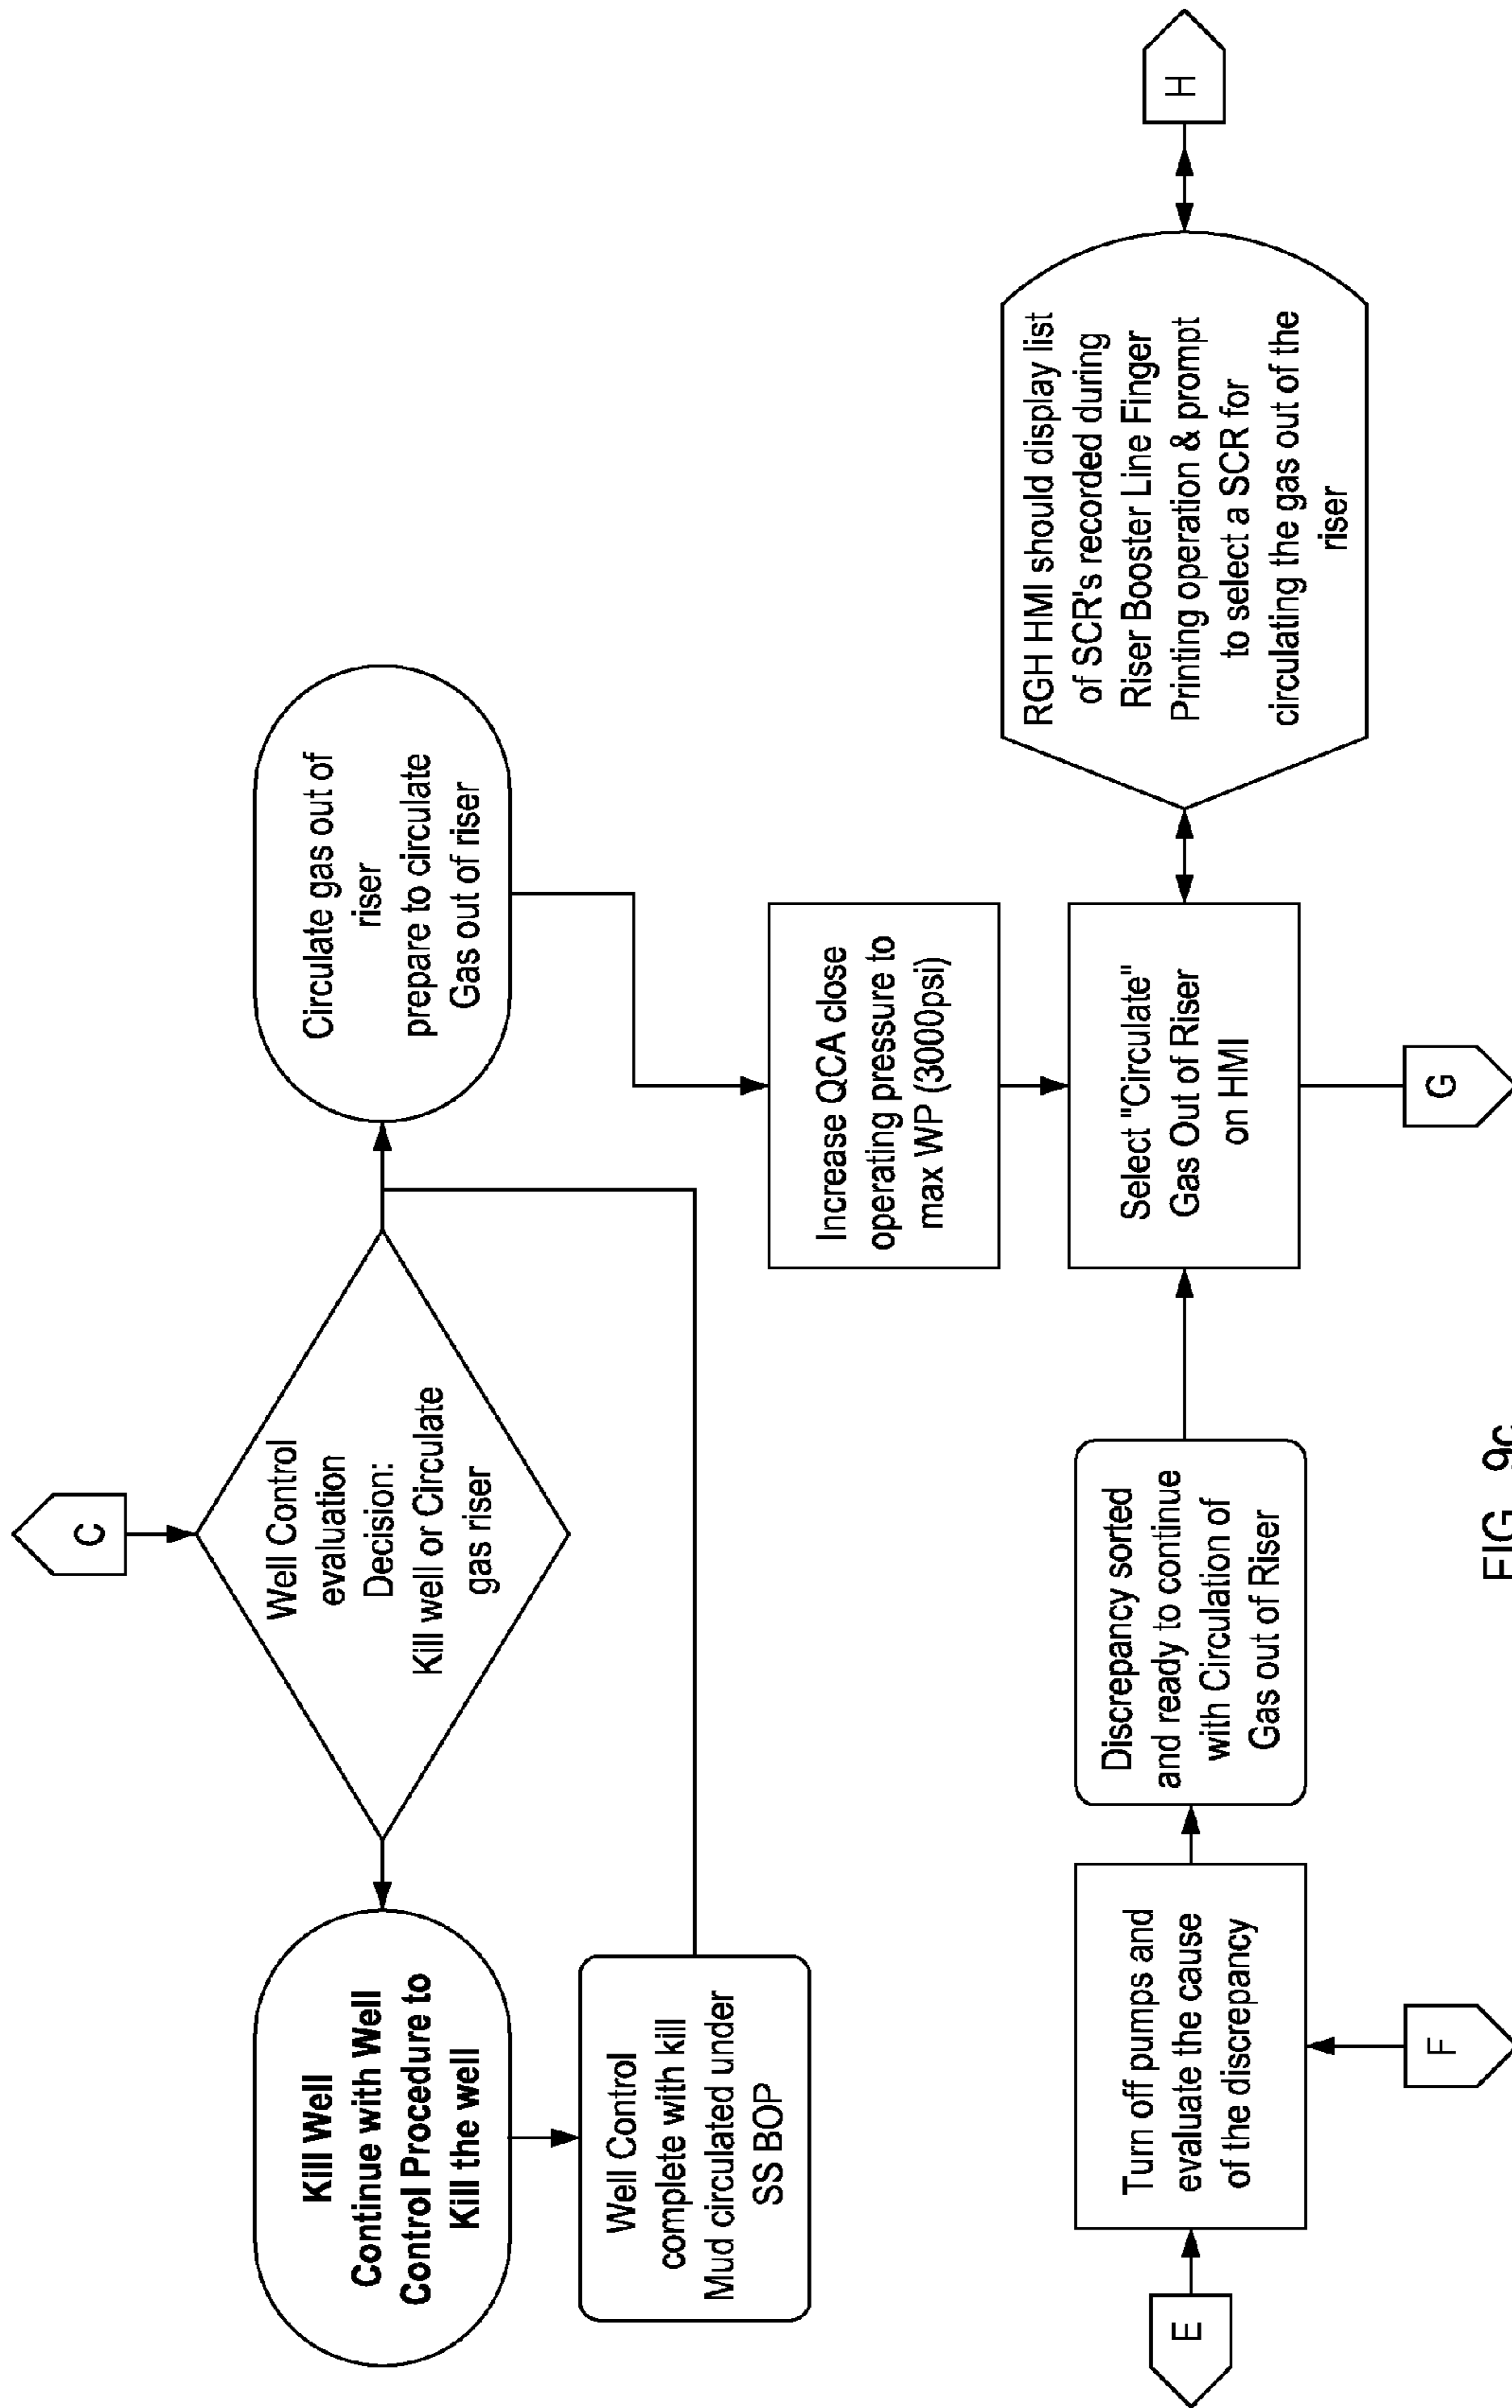 C
Well Control
evaluation
Decision:
Kill well or Circulate
gas riser
Kill Well
Continue with Well
Control Procedure to
Kill the well
Well Control
complete with kill
Mud circulated under
SS BOP
Circulate gas out of
riser
prepare to circulate
Gas out of riser
Increase QCA close
operating pressure to
max WP (3000psi)
E
Turn off pumps and
evaluate the cause
of the discrepancy
F
Discrepancy sorted
and ready to continue
with Circulation of
Gas out of Riser
Select "Circulate"
Gas Out of Riser
on HMI
G
RGH HMI should display list
of SCR's recorded during
Riser Booster Line Finger
Printing operation & prompt
to select a SCR for
circulating the gas out of the
riser
H
FIG. 9c